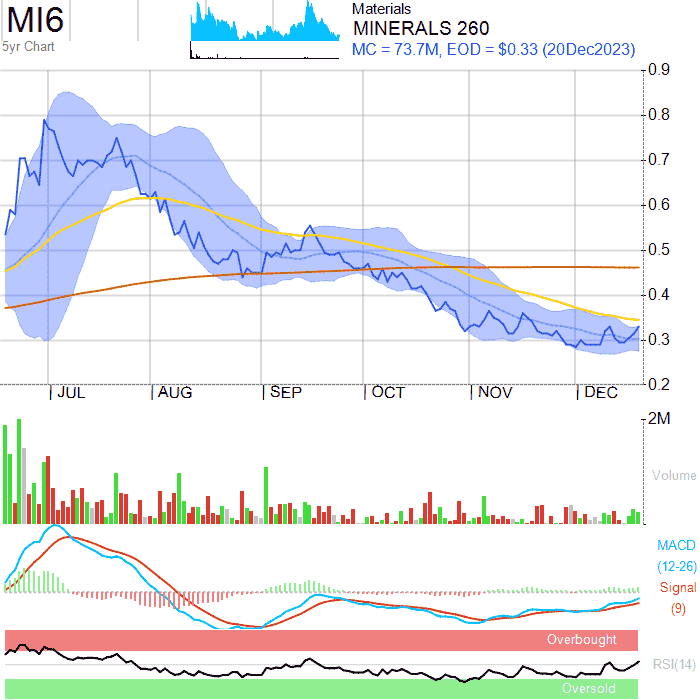 MI6
5yr Chart
Materials
MINERALS 260
MC = 73.7M, EOD = $0.33 (20Dec2023)
0.9
0.8
0.7
0.6
0.5
0.4
0.3
0.2
JUL AUG SEP OCT NOV DEC
2M
Volume
MACD
(12-26)
Signal
(9)
Overbought
RSI(14)
Oversold